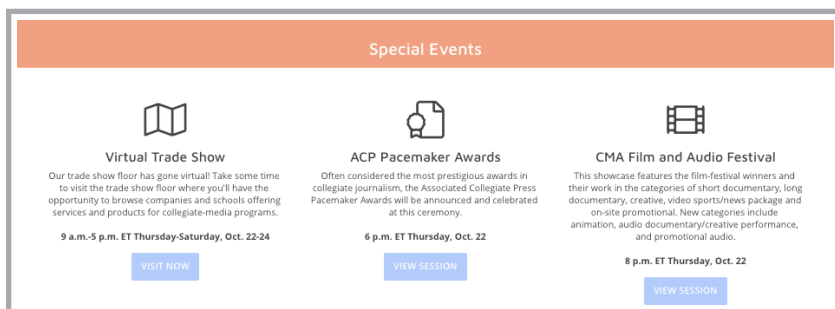 Special Events
Virtual Trade Show
Our trade show floor has gone virtual! Take some time
to visit the trade show floor where you'll have the
opportunity to browse companies and schools offering
services and products for collegiate-media programs.
9 a.m.-5 p.m. ET Thursday-Saturday, Oct. 22-24
VISIT NOW
ACP Pacemaker Awards
Often considered the most prestigious awards in
collegiate journalism, the Associated Collegiate Press
Pacemaker Awards will be announced and celebrated
at this ceremony.
6 p.m. ET Thursday, Oct. 22
VIEW SESSION
CMA Film and Audio Festival
This showcase features the film-festival winners and
their work in the categories of short documentary, long
documentary, creative, video sports/news package and
on-site promotional. New categories include
animation, audio documentary/creative performance,
and promotional audio.
8 p.m. ET Thursday, Oct. 22
VIEW SESSION